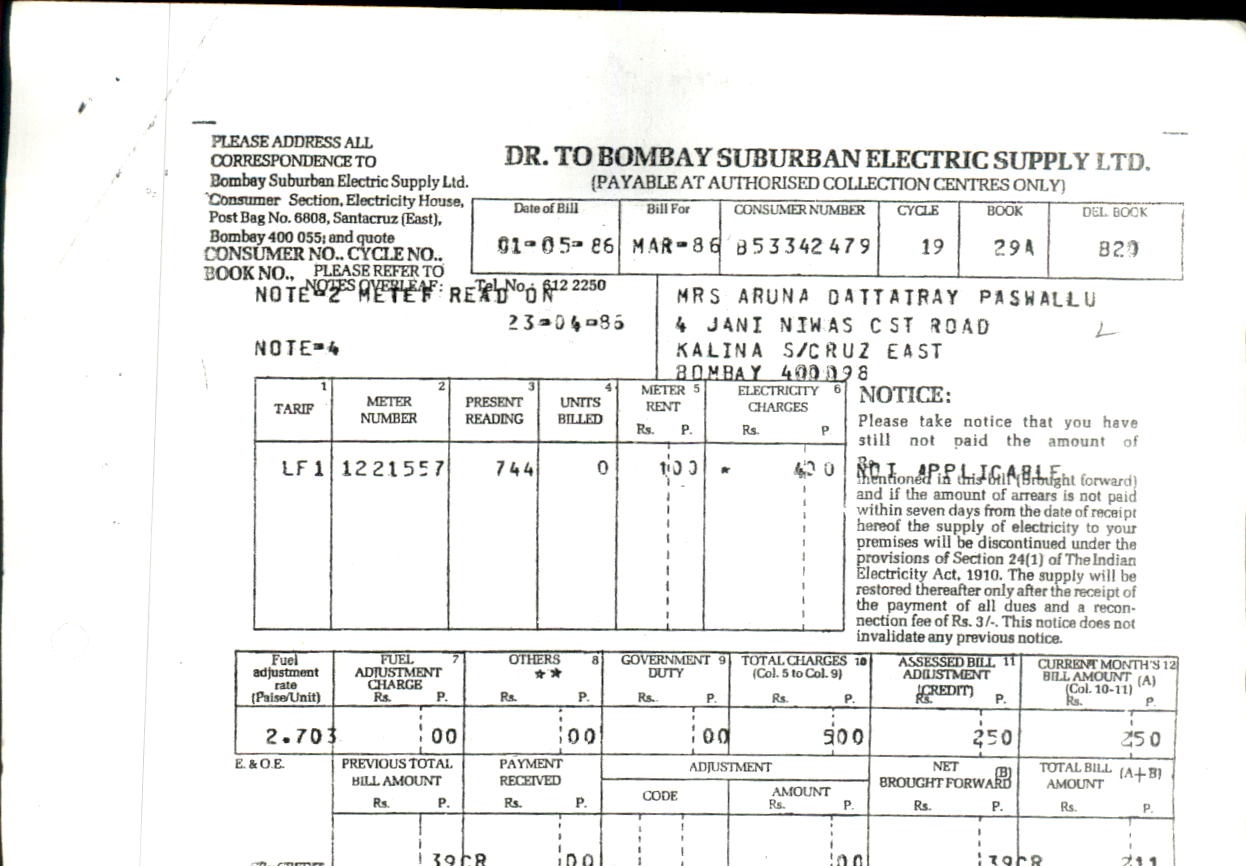 PLEASE ADDRESS ALL
CORRESPONDENCE TO
Bombay Suburban Electric Supply Ltd.
Consumer Section, Electricity House,
Post Bag No. 6808, Santacruz (East),
Bombay 400 055; and quote
CONSUMER NO.. CYCLE NO..
BOOK NO., PLEASE REFER TO
NOTES OVERLEAF: Tel. No.: 612 2250
DR. TO BOMBAY SUBURBAN ELECTRIC SUPPLY LTD.
(PAYABLE AT AUTHORISED COLLECTION CENTRES ONLY)
Date of Bill Bill For CONSUMER NUMBER CYCLE BOOK DEL. BOOK
01-05-86 MAR-86 853342479 19 29A 820
NOTE=2 METER READ ON
23-04-86
NOTE=4
MRS ARUNA DATTATRAY PASWALLU
4 JANI NIWAS CST ROAD
KALINA S/CRUZ EAST
BOMBAY 400098
1 2 3 4 5 6
TARIF METER NUMBER PRESENT READING UNITS BILLED METER RENT ELECTRICITY CHARGES
Rs. P. Rs. P
LF1 1221557 744 0 100 * 400
NOTICE:
Please take notice that you have
still not paid the amount of
Rs.
NOT APPLICABLE
mentioned in this bill (Brought forward)
and if the amount of arrears is not paid
within seven days from the date of receipt
hereof the supply of electricity to your
premises will be discontinued under the
provisions of Section 24(1) of The Indian
Electricity Act, 1910. The supply will be
restored thereafter only after the receipt of
the payment of all dues and a recon-
nection fee of Rs. 3/-. This notice does not
invalidate any previous notice.
Fuel adjustment rate (Paise/Unit) FUEL ADJUSTMENT CHARGE 7 OTHERS ** 8 GOVERNMENT DUTY 9 TOTAL CHARGES 10 (Col. 5 to Col. 9) ASSESSED BILL ADJUSTMENT (CREDIT) 11 CURRENT MONTH'S BILL AMOUNT (A) 12 (Col. 10-11)
Rs. P. Rs. P. Rs. P. Rs. P. Rs. P. Rs. P.
2.703 00 00 00 500 250 250
E. & O.E. PREVIOUS TOTAL BILL AMOUNT PAYMENT RECEIVED ADJUSTMENT NET BROUGHT FORWARD (B) TOTAL BILL AMOUNT (A+B)
CODE AMOUNT
Rs. P. Rs. P. Rs. P. Rs. P. Rs. P.
39CR 00 00 39CR 211